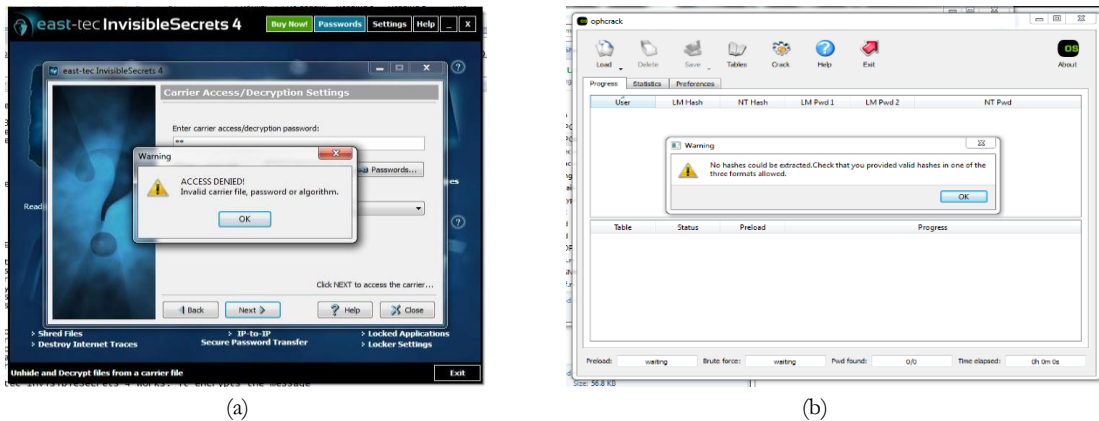 east-tec InvisibleSecrets 4
Buy Now! Passwords Settings Help _ X
east-tec InvisibleSecrets 4
Carrier Access/Decryption Settings
Enter carrier access/decryption password:
**
Passwords...
Warning
ACCESS DENIED!
Invalid carrier file, password or algorithm.
OK
Click NEXT to access the carrier...
Back Next Help Close
Shred Files
Destroy Internet Traces
IP-to-IP
Secure Password Transfer
Locked Applications
Locker Settings
Unhide and Decrypt files from a carrier file
Exit
(a)
ophcrack
Load Delete Save Tables Crack Help Exit
OS
About
Progress Statistics Preferences
User LM Hash NT Hash LM Pwd 1 LM Pwd 2 NT Pwd
Warning
No hashes could be extracted.Check that you provided valid hashes in one of the
three formats allowed.
OK
Table Status Preload Progress
Preload: waiting Brute force: waiting Pwd found: 0/0 Time elapsed: 0h 0m 0s
Size: 56.8 KB
(b)